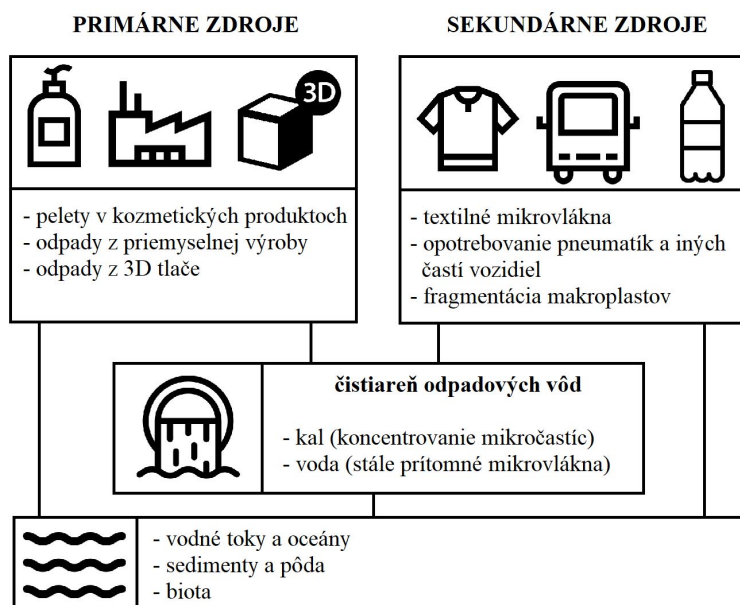 PRIMÁRNE ZDROJE
SEKUNDÁRNE ZDROJE
3D
- pelety v kozmetických produktoch
- odpady z priemyselnej výroby
- odpady z 3D tlače
- textilné mikrovlákna
- opotrebovanie pneumatík a iných
častí vozidiel
- fragmentácia makroplastov
čistiareň odpadových vôd
- kal (koncentrovanie mikročastíc)
- voda (stále prítomné mikrovlákna)
- vodné toky a oceány
- sedimenty a pôda
- biota